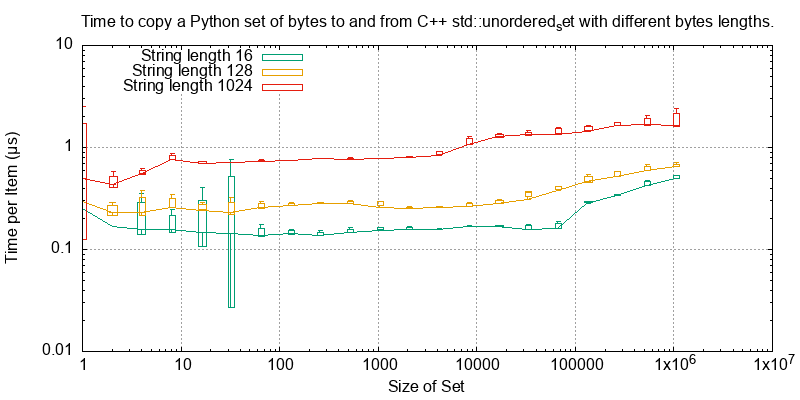 Time to copy a Python set of bytes to and from C++ std::unordered_set with different bytes lengths.
String length 16
String length 128
String length 1024
10
1
0.1
0.01
Time per Item (µs)
1 10 100 1000 10000 100000 1x10^6 1x10^7
Size of Set